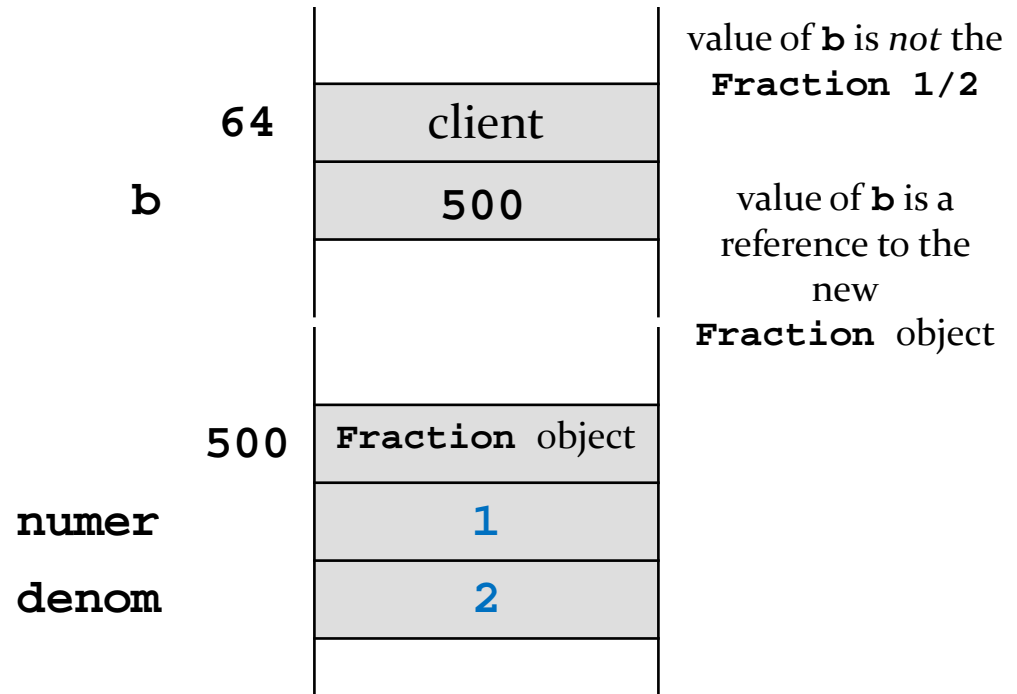 value of b is not the
Fraction 1/2
64 client
b 500
value of b is a
reference to the
new
Fraction object
500 Fraction object
numer 1
denom 2